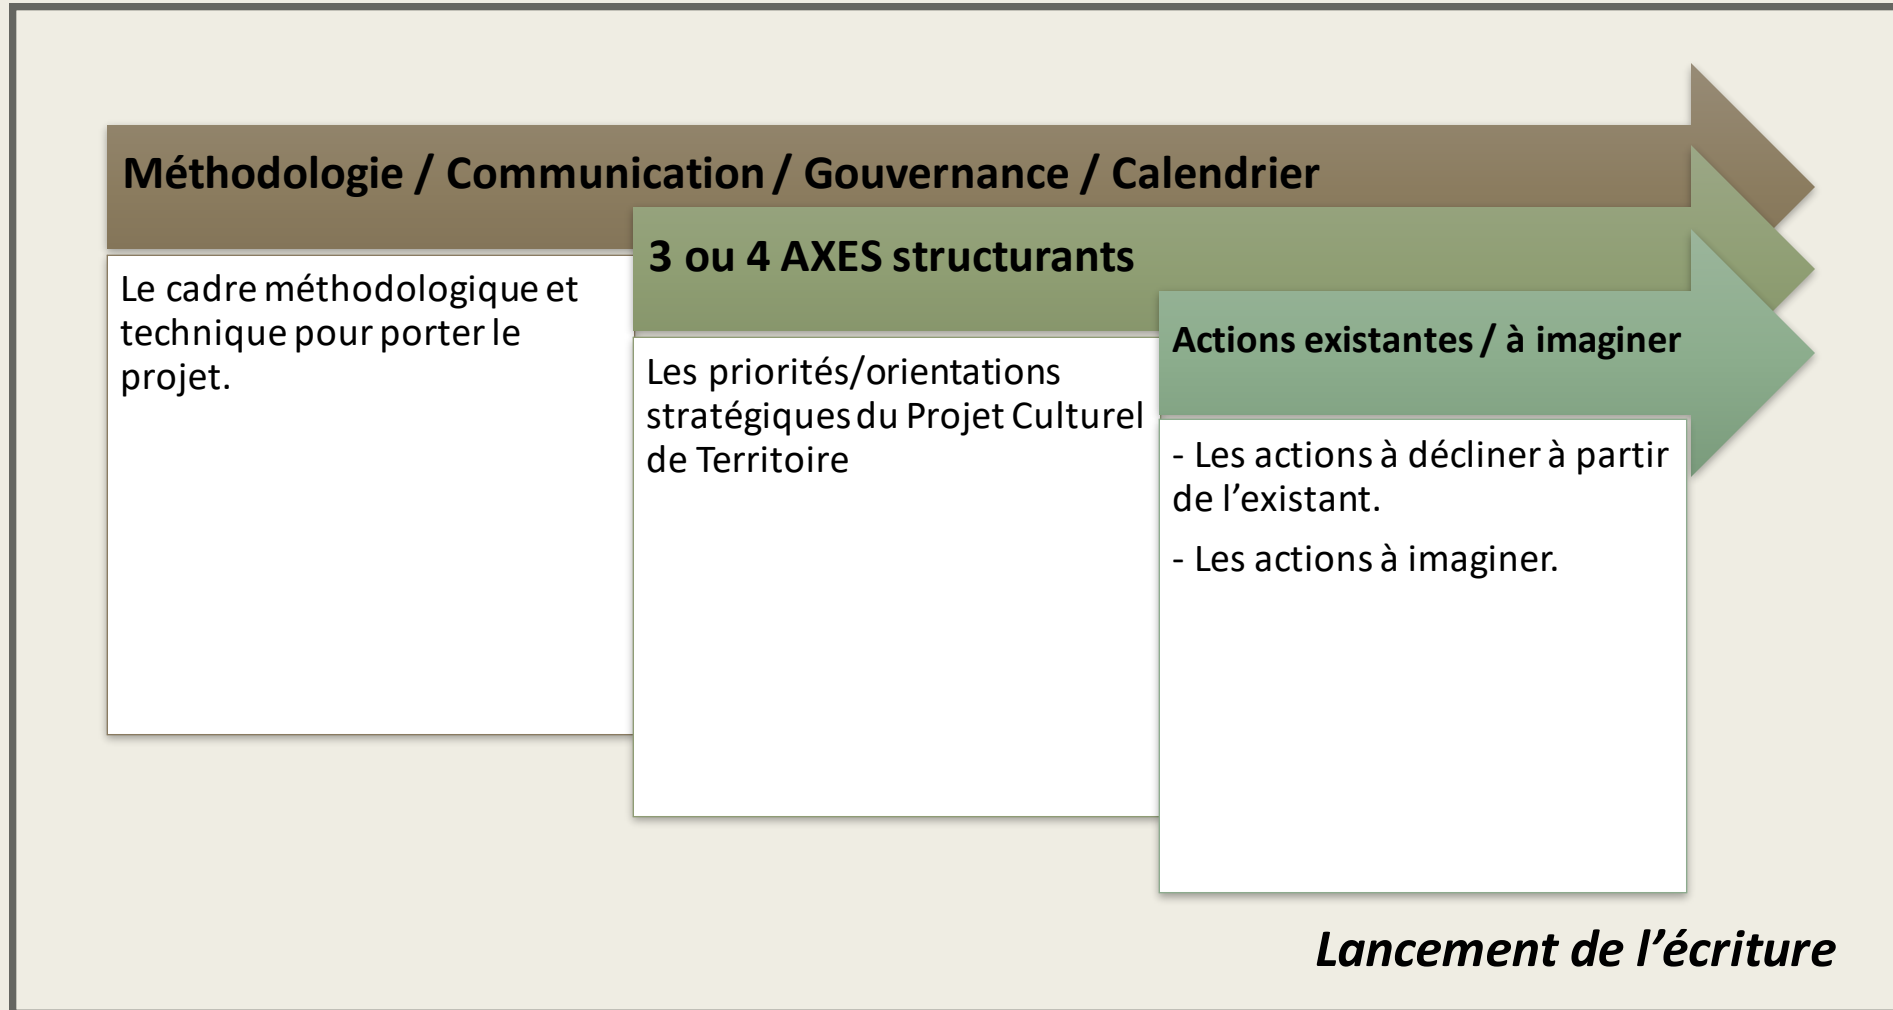 Méthodologie / Communication / Gouvernance / Calendrier
Le cadre méthodologique et
technique pour porter le
projet.
3 ou 4 AXES structurants
Les priorités/orientations
stratégiques du Projet Culturel
de Territoire
Actions existantes / à imaginer
- Les actions à décliner à partir
de l’existant.
- Les actions à imaginer.
Lancement de l’écriture